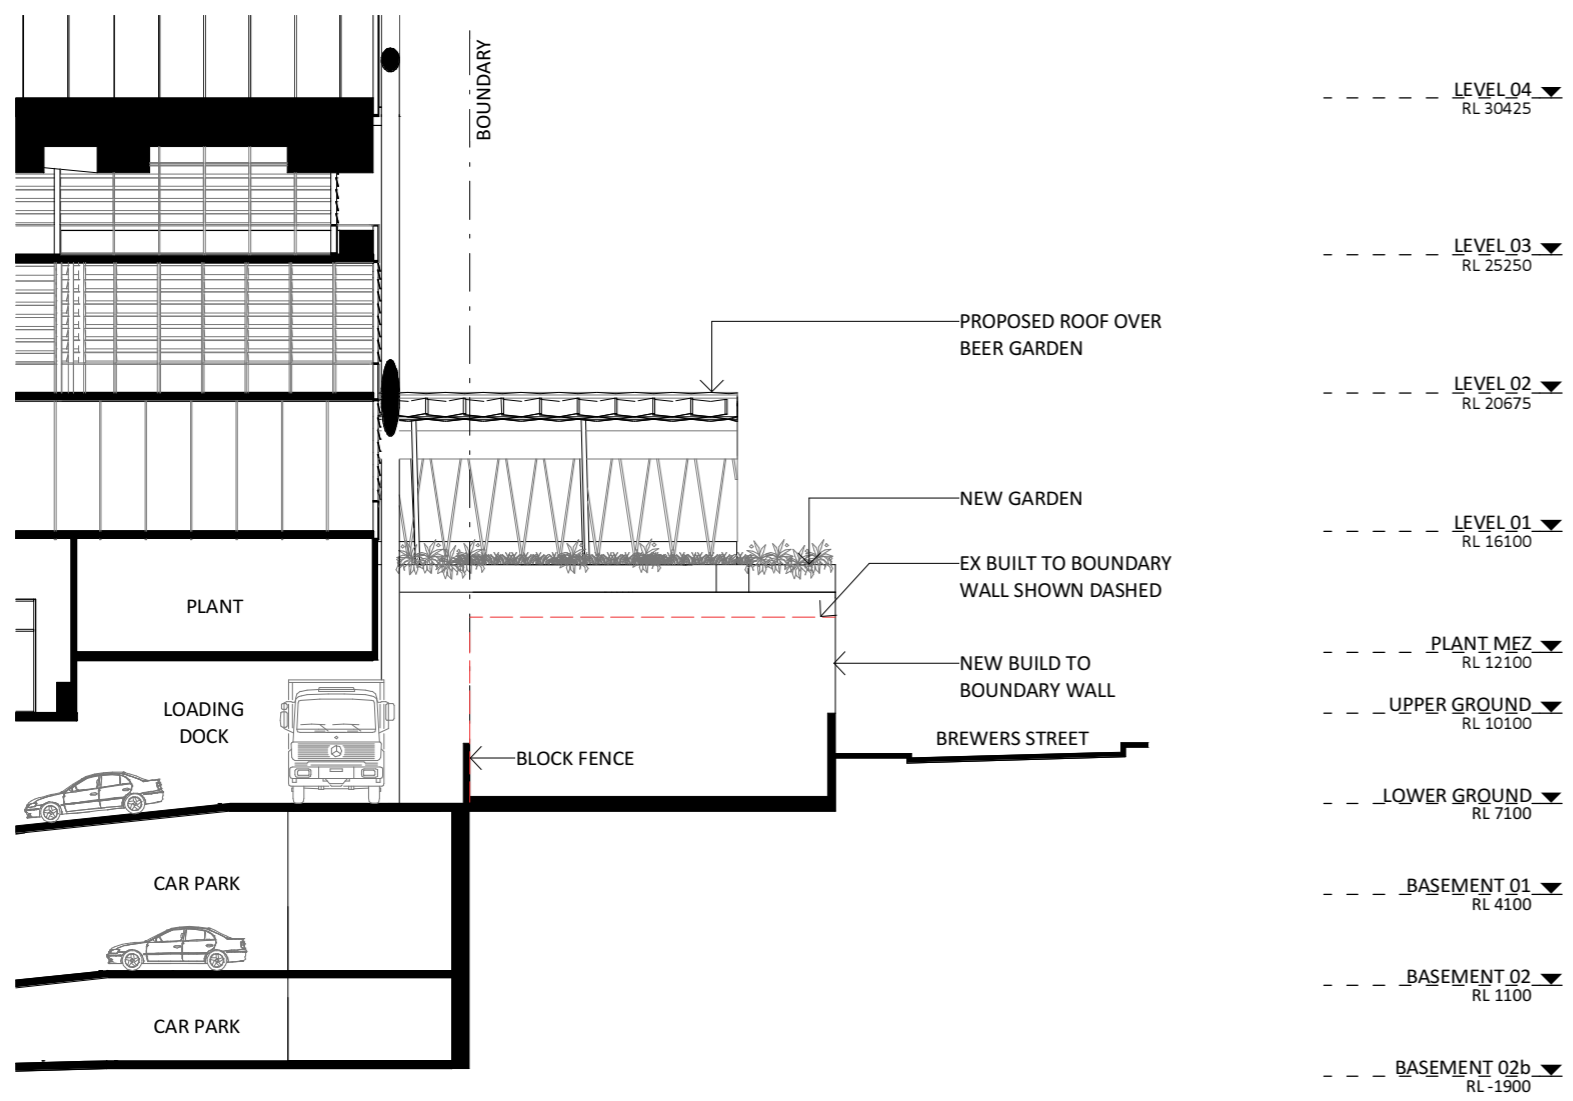 BOUNDARY
LEVEL 04
RL 30425
LEVEL 03
RL 25250
PROPOSED ROOF OVER
BEER GARDEN
LEVEL 02
RL 20675
NEW GARDEN
LEVEL 01
RL 16100
EX BUILT TO BOUNDARY
WALL SHOWN DASHED
PLANT
PLANT MEZ
RL 12100
NEW BUILD TO
BOUNDARY WALL
LOADING
DOCK
UPPER GROUND
RL 10100
BREWERS STREET
BLOCK FENCE
LOWER GROUND
RL 7100
CAR PARK
BASEMENT 01
RL 4100
BASEMENT 02
RL 1100
CAR PARK
BASEMENT 02b
RL -1900